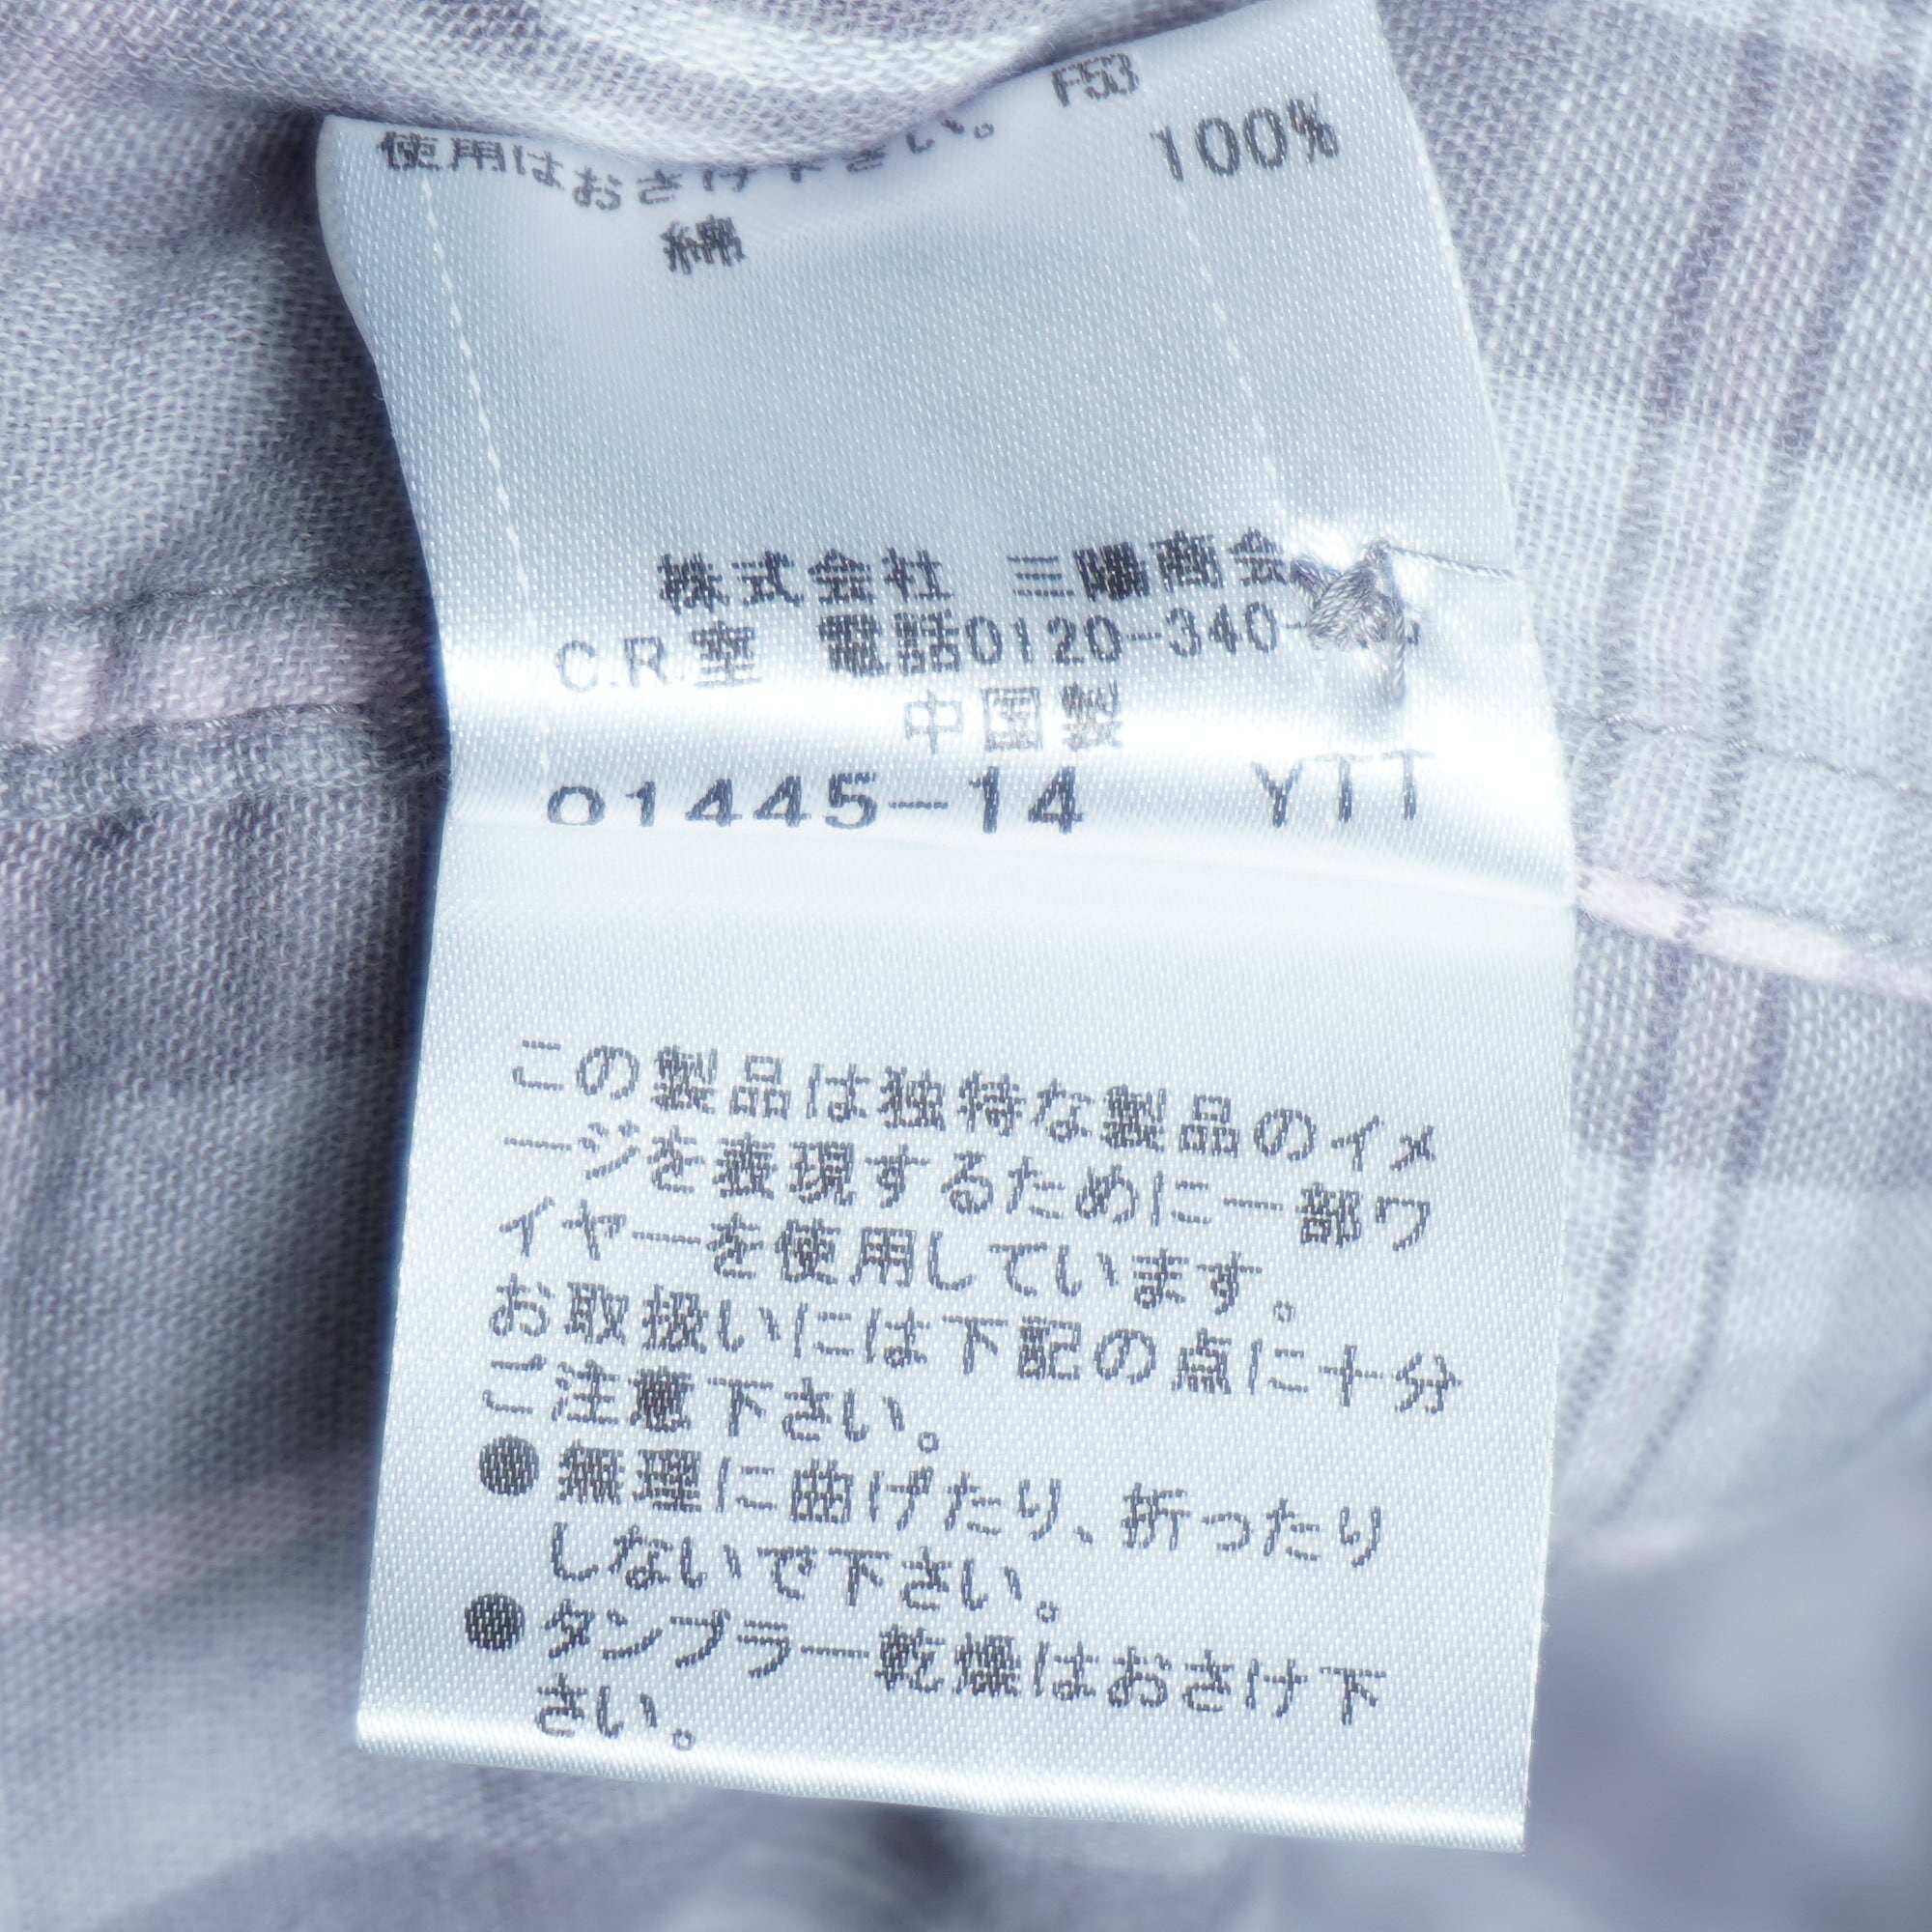 使用はおさけ下さい。 F53
綿 100%
株式会社 三陽商会
C.R.室 電話0120-340-
中国製
01445-14 YTT
この製品は独特な製品のイメ
ージを表現するために一部ワ
イヤーを使用しています。
お取扱いには下記の点に十分
ご注意下さい。
●無理に曲げたり、折ったり
しないで下さい。
●タンブラー乾燥はおさけ下
さい。